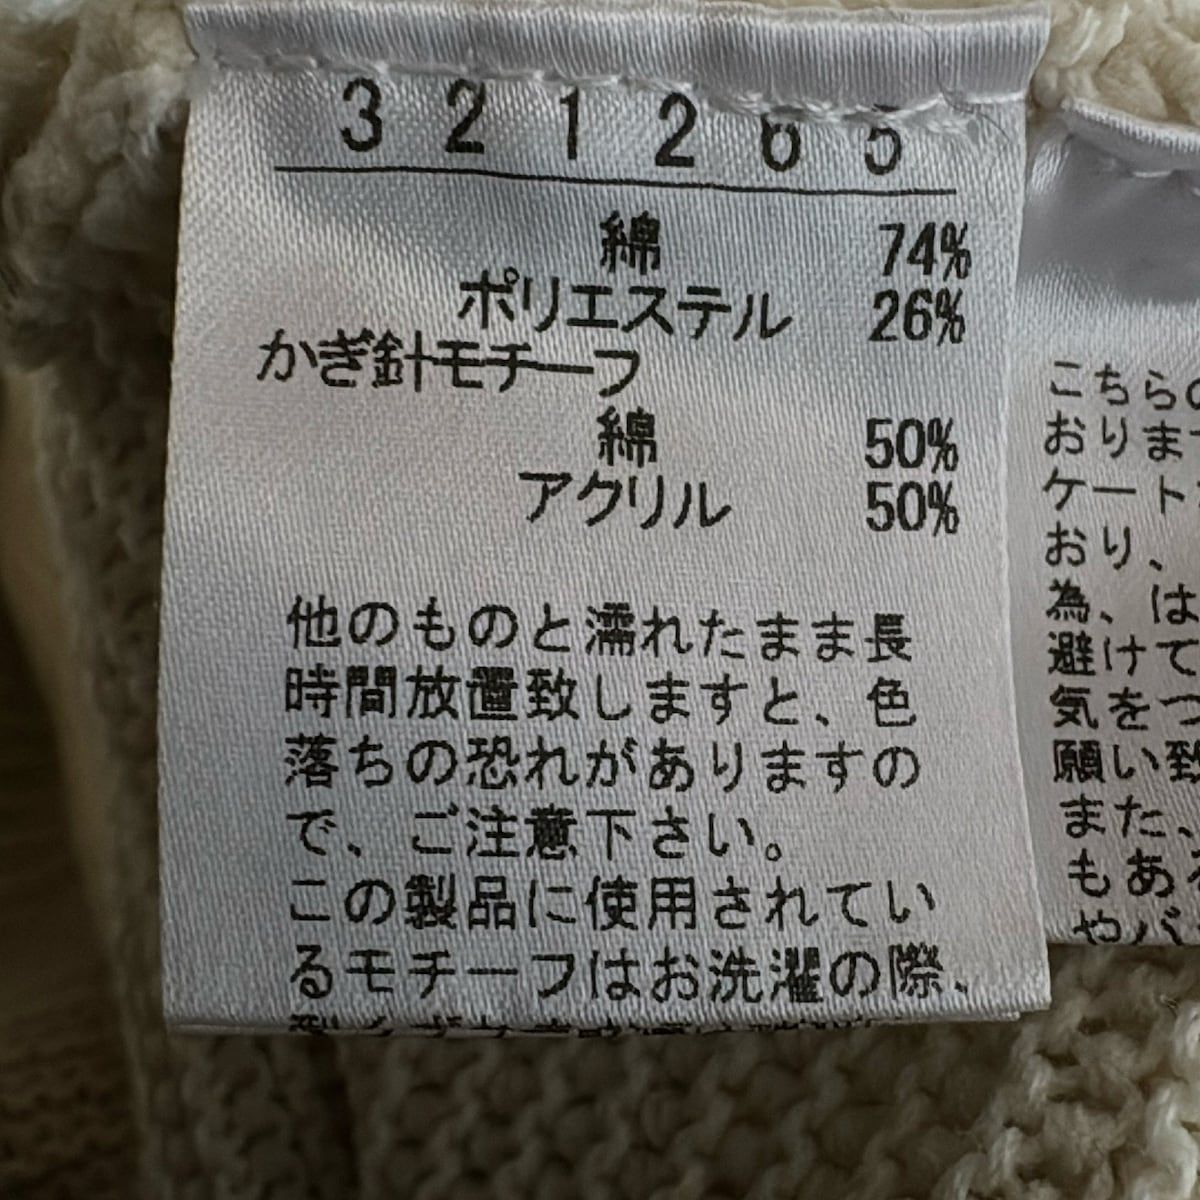 321265
綿 74%
ポリエステル 26%
かぎ針モチーフ
綿 50%
アクリル 50%
他のものと濡れたまま長
時間放置致しますと、色
落ちの恐れがありますの
で、ご注意下さい。
この製品に使用されてい
るモチーフはお洗濯の際、
こちらの
おります
ケート
おり、
為、は
避けて
気をつ
願い致
また、
もある
やバ